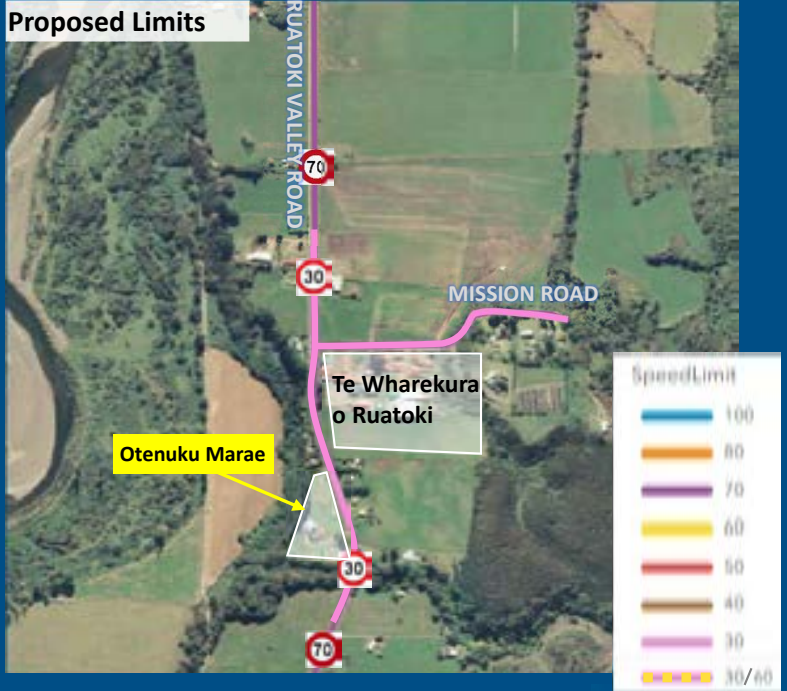 Proposed Limits
RUATOKI VALLEY ROAD
70
30
MISSION ROAD
Te Wharekura
o Ruatoki
Otenuku Marae
30
70
SpeedLimit
100
80
70
60
50
40
30
30/60